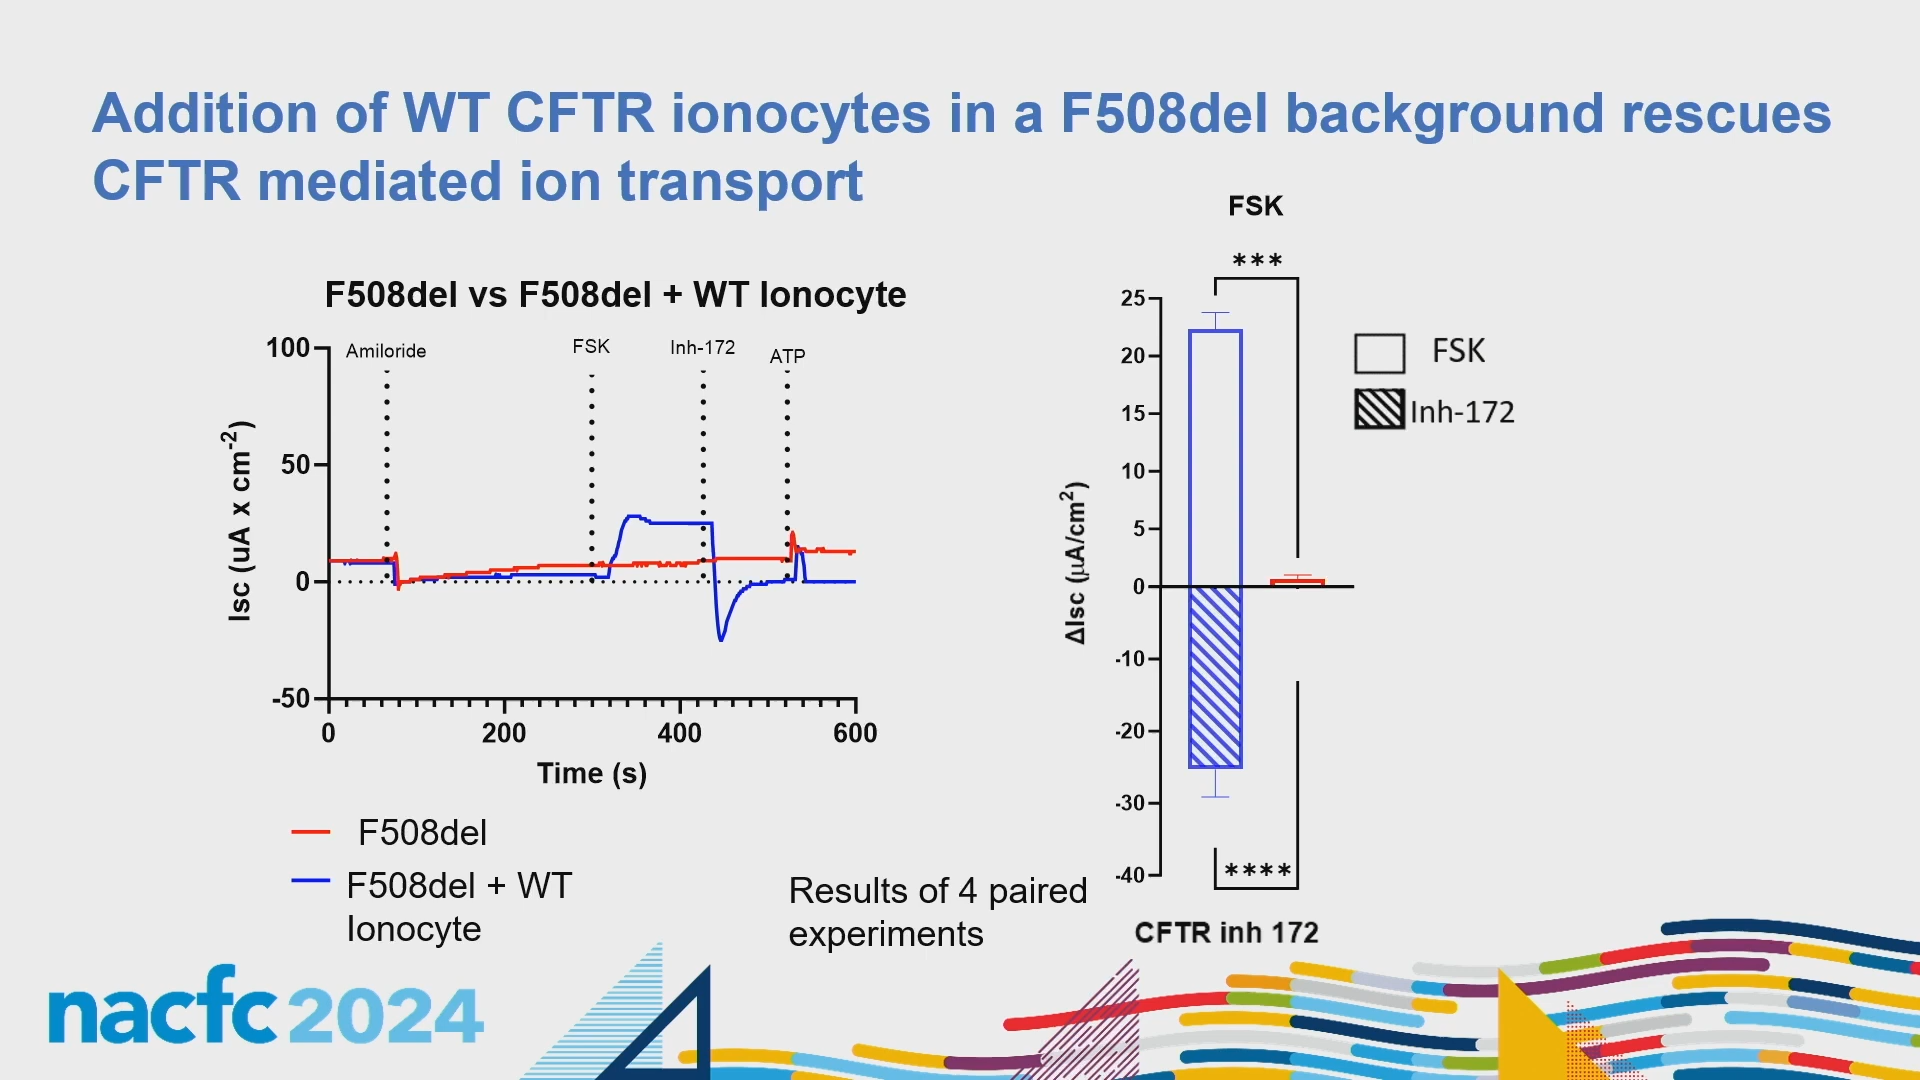 Addition of WT CFTR ionocytes in a F508del background rescues
CFTR mediated ion transport
F508del vs F508del + WT Ionocyte
Amiloride
FSK
Inh-172
ATP
100
50
0
-50
Isc (uA x cm-2)
0
200
400
600
Time (s)
F508del
F508del + WT
Ionocyte
Results of 4 paired
experiments
FSK
***
25
20
15
10
5
0
-10
-20
-30
-40
ΔIsc (µA/cm2)
FSK
Inh-172
****
CFTR inh 172
nacfc 2024